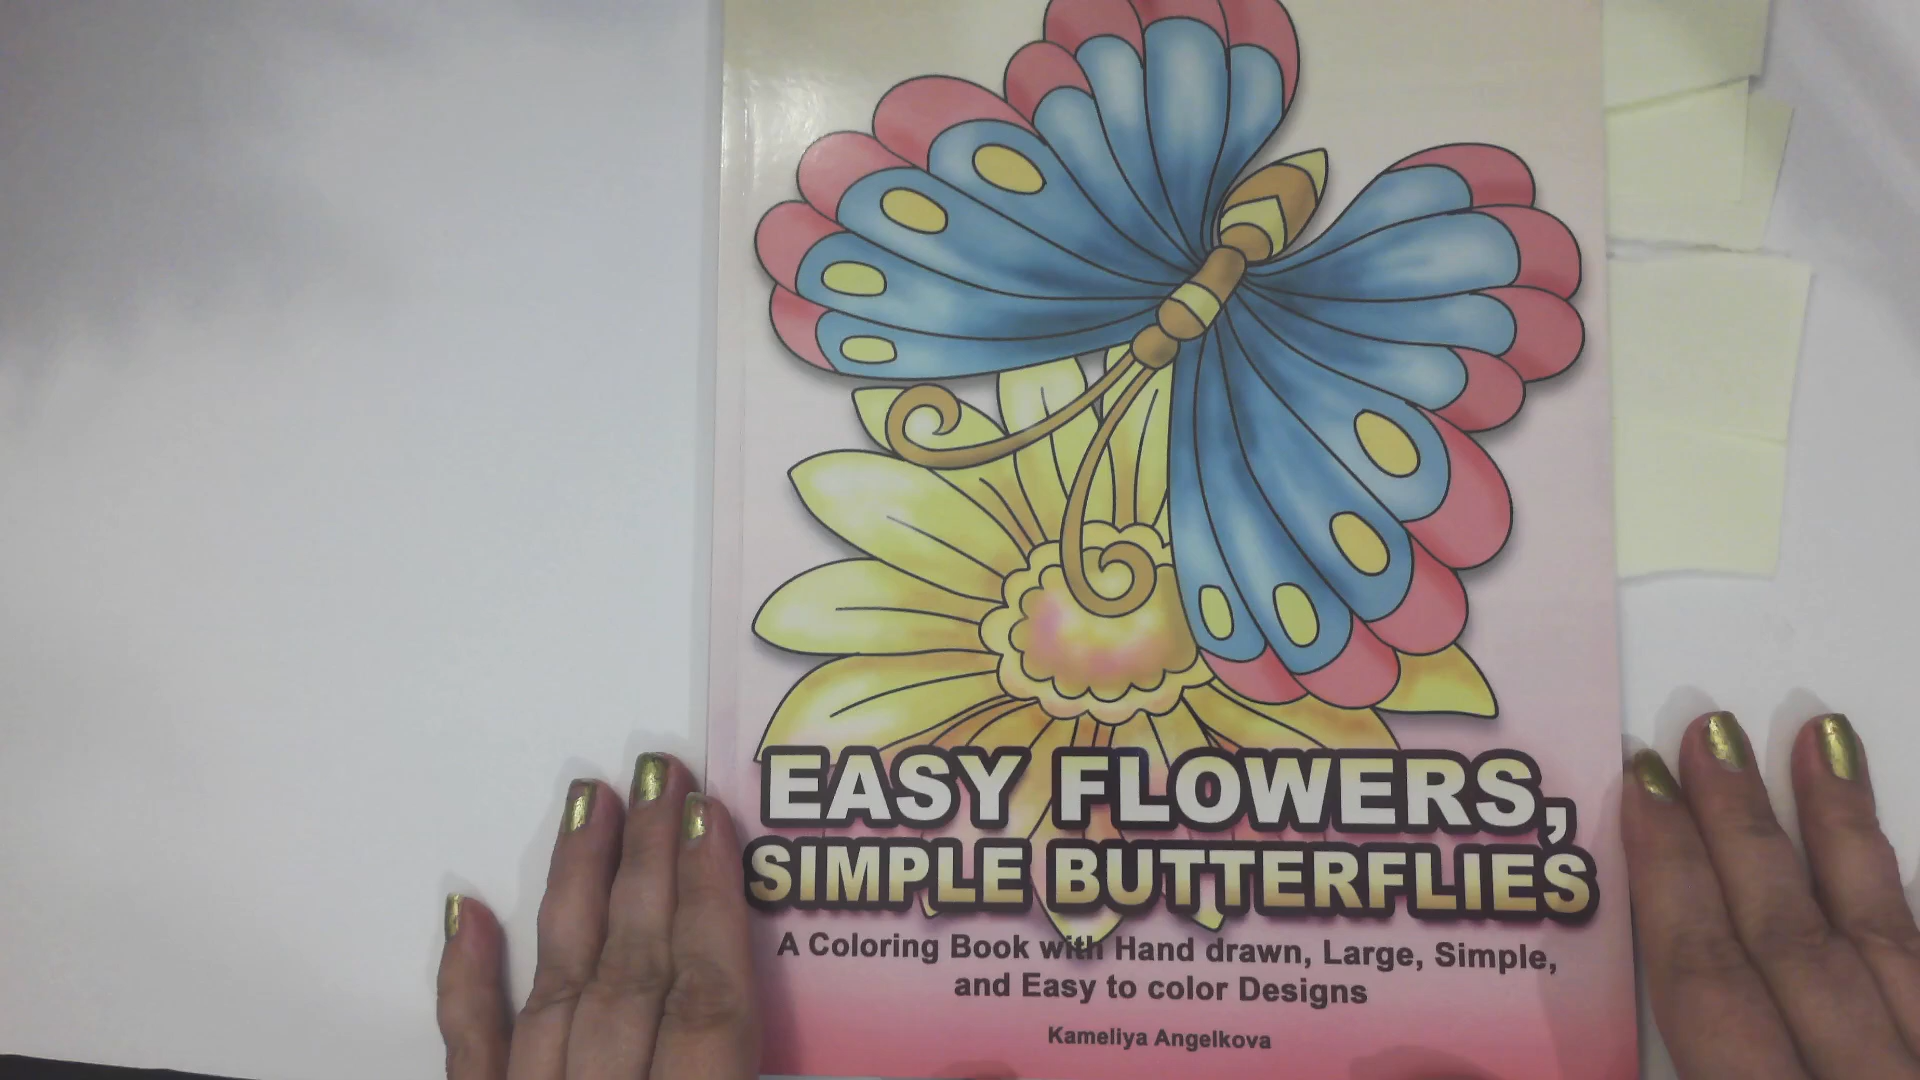 EASY FLOWERS,
SIMPLE BUTTERFLIES
A Coloring Book with Hand drawn, Large, Simple,
and Easy to color Designs
Kameliya Angelkova